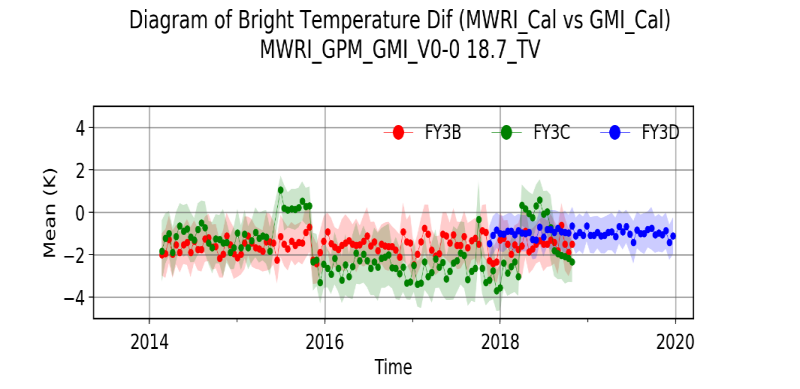 Diagram of Bright Temperature Dif (MWRI_Cal vs GMI_Cal)
MWRI_GPM_GMI_V0-0 18.7_TV
FY3B FY3C FY3D
4
2
0
−2
−4
Mean (K)
2014 2016 2018 2020
Time